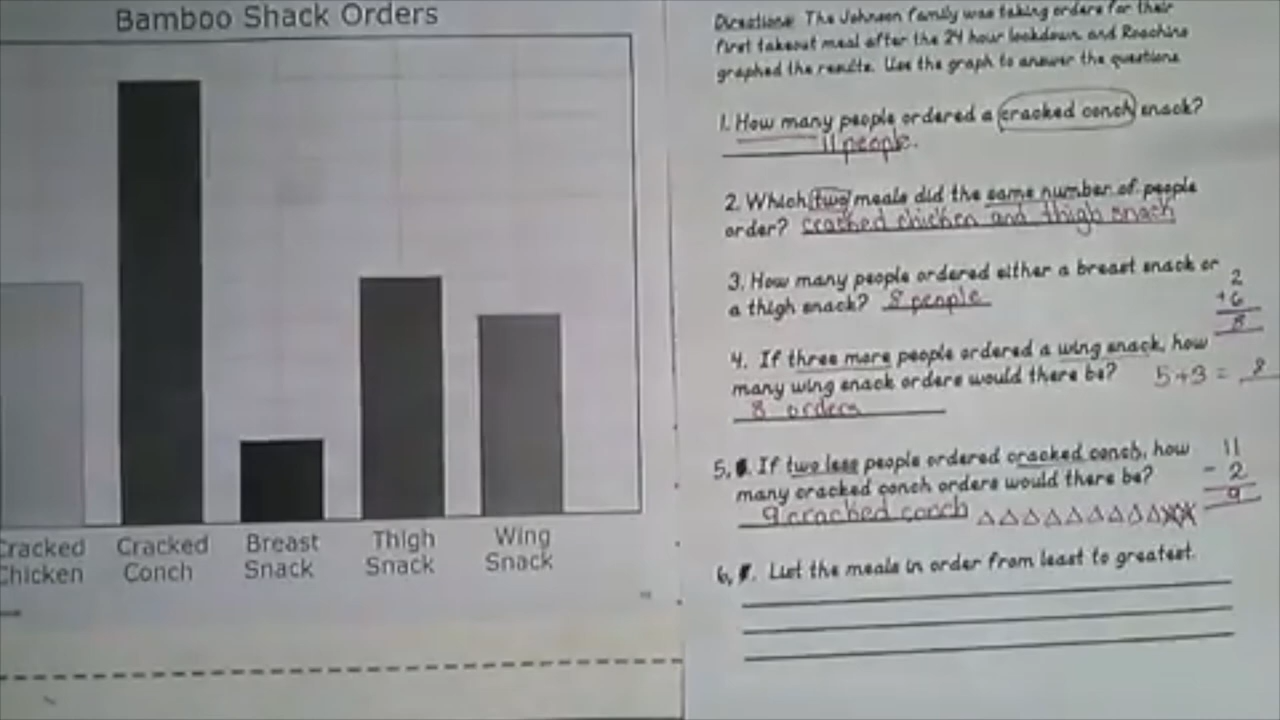 Bamboo Shack Orders
Cracked Chicken
Cracked Conch
Breast Snack
Thigh Snack
Wing Snack
Directions: The Johnson family was taking orders for their
first takeout meal after the 24 hour lockdown and
graphed the results. Use the graph to answer the questions
1. How many people ordered a cracked conch snack?
11 people.
2. Which two meals did the same number of people
order? cracked chicken and thigh snack
3. How many people ordered either a breast snack or
a thigh snack? 8 people
2
+6
8
4. If three more people ordered a wing snack, how
many wing snack orders would there be? 5+3 = 8
8 orders
5. If two less people ordered cracked conch, how
many cracked conch orders would there be?
9 cracked conch
11
- 2
9
6. List the meals in order from least to greatest.